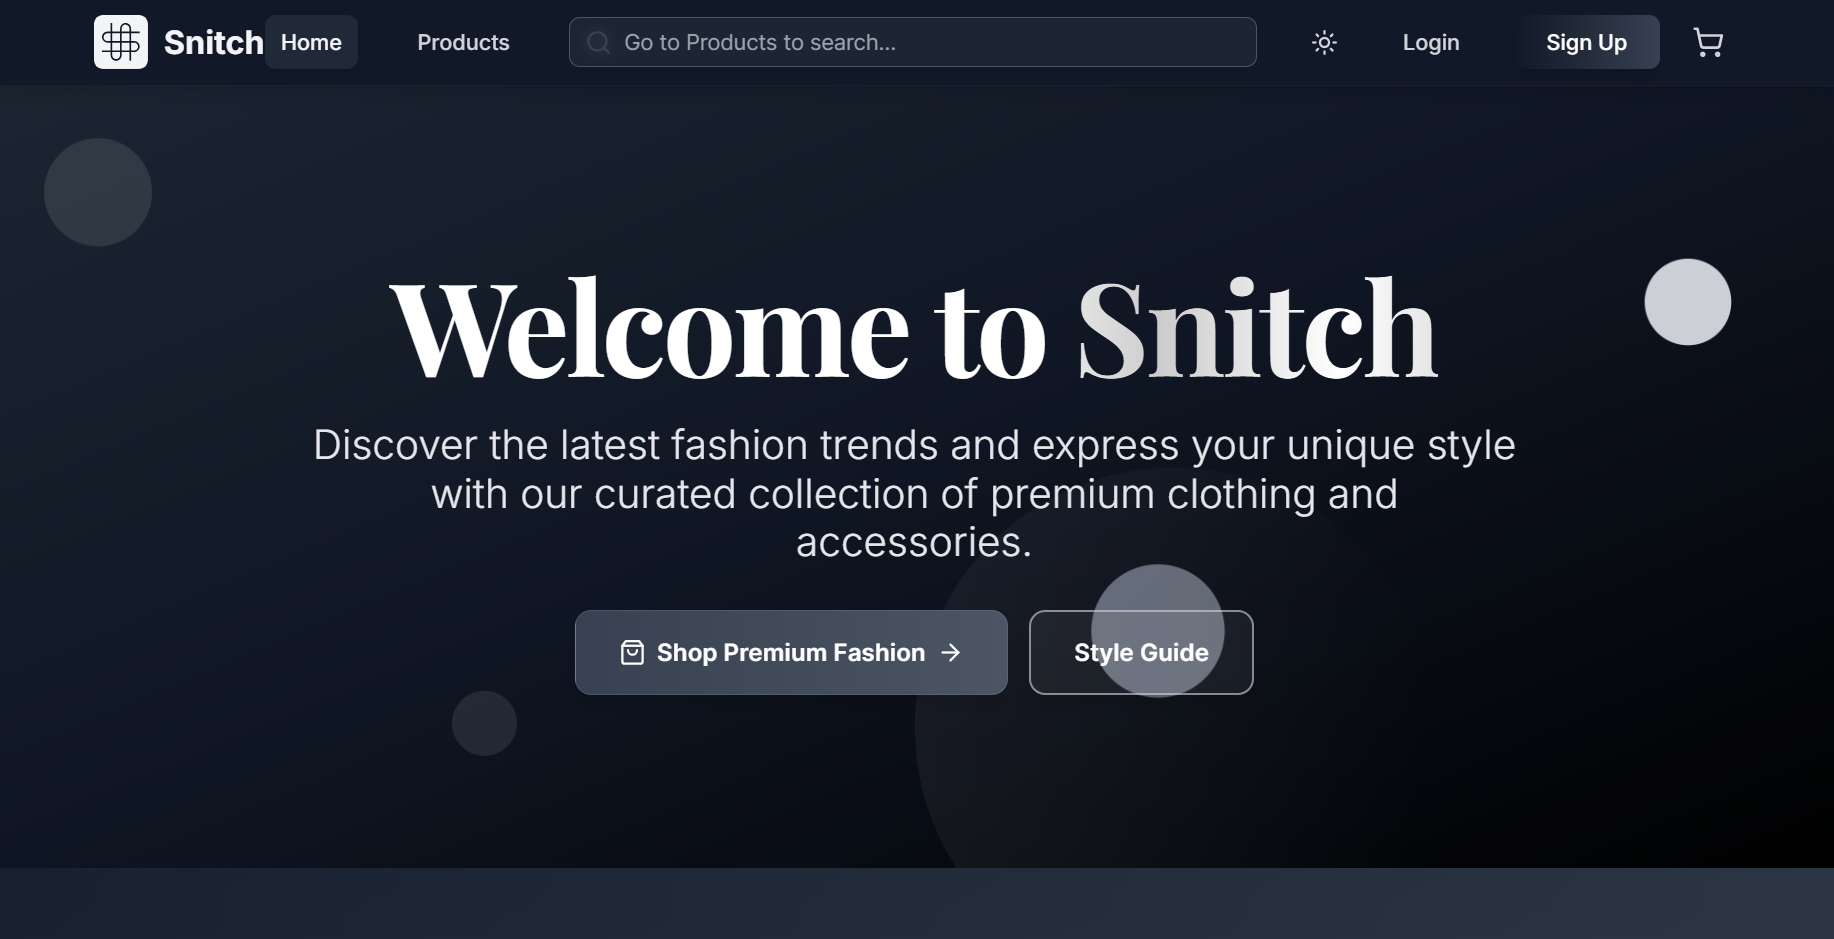 Snitch
Home
Products
Go to Products to search...
Login
Sign Up
Welcome to Snitch
Discover the latest fashion trends and express your unique style
with our curated collection of premium clothing and
accessories.
Shop Premium Fashion
Style Guide